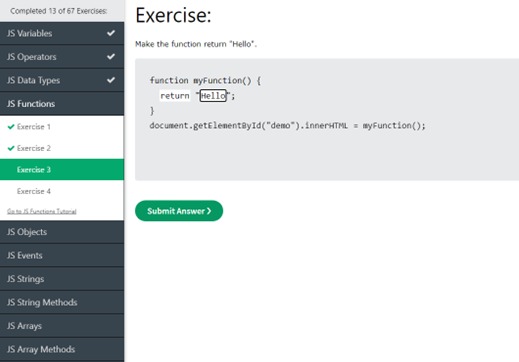 Completed 13 of 67 Exercises:
JS Variables
JS Operators
JS Data Types
JS Functions
Exercise 1
Exercise 2
Exercise 3
Exercise 4
Go to JS Functions Tutorial
JS Objects
JS Events
JS Strings
JS String Methods
JS Arrays
JS Array Methods
Exercise:
Make the function return "Hello".
function myFunction() {
return "Hello";
}
document.getElementById("demo").innerHTML = myFunction();
Submit Answer ❯